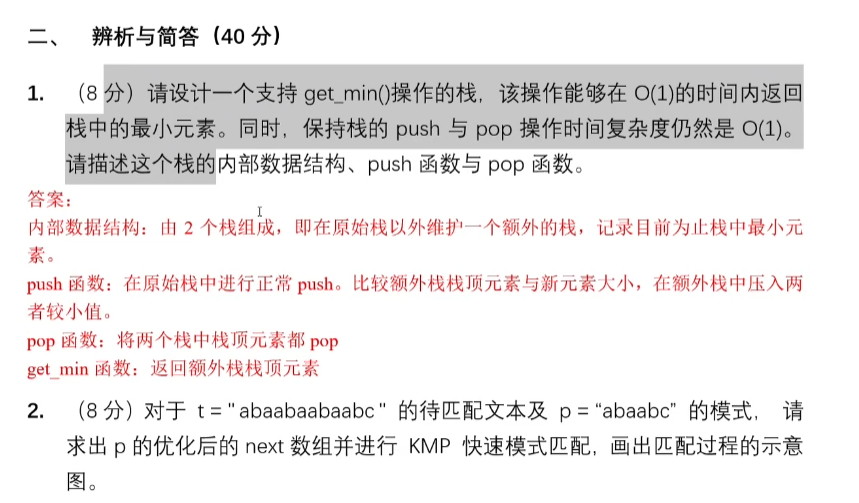 二、 辨析与简答（40 分）
1. （8 分）请设计一个支持 get_min()操作的栈，该操作能够在 O(1)的时间内返回
栈中的最小元素。同时，保持栈的 push 与 pop 操作时间复杂度仍然是 O(1)。
请描述这个栈的内部数据结构、push 函数与 pop 函数。
答案：
内部数据结构：由 2 个栈组成，即在原始栈以外维护一个额外的栈，记录目前为止栈中最小元
素。
push 函数：在原始栈中进行正常 push。比较额外栈栈顶元素与新元素大小，在额外栈中压入两
者较小值。
pop 函数：将两个栈中栈顶元素都 pop
get_min 函数：返回额外栈栈顶元素
2. （8 分）对于 t = "abaabaabaabc" 的待匹配文本及 p = “abaabc” 的模式， 请
求出 p 的优化后的 next 数组并进行 KMP 快速模式匹配，画出匹配过程的示意
图。